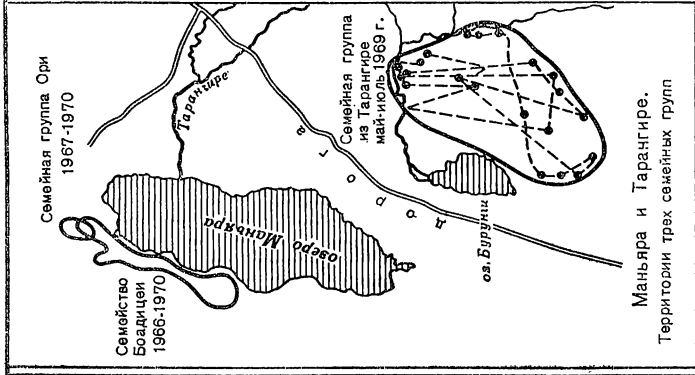 Семейная группа Ори
1967-1970
Тарангире
Семейная группа
из Тарангире
май-июль 1969 г.
Семейство
Боадицеи
1966-1970
озеро Маньяра
дорога
оз. Бурунги
Маньяра и Тарангире.
Территории трех семейных групп